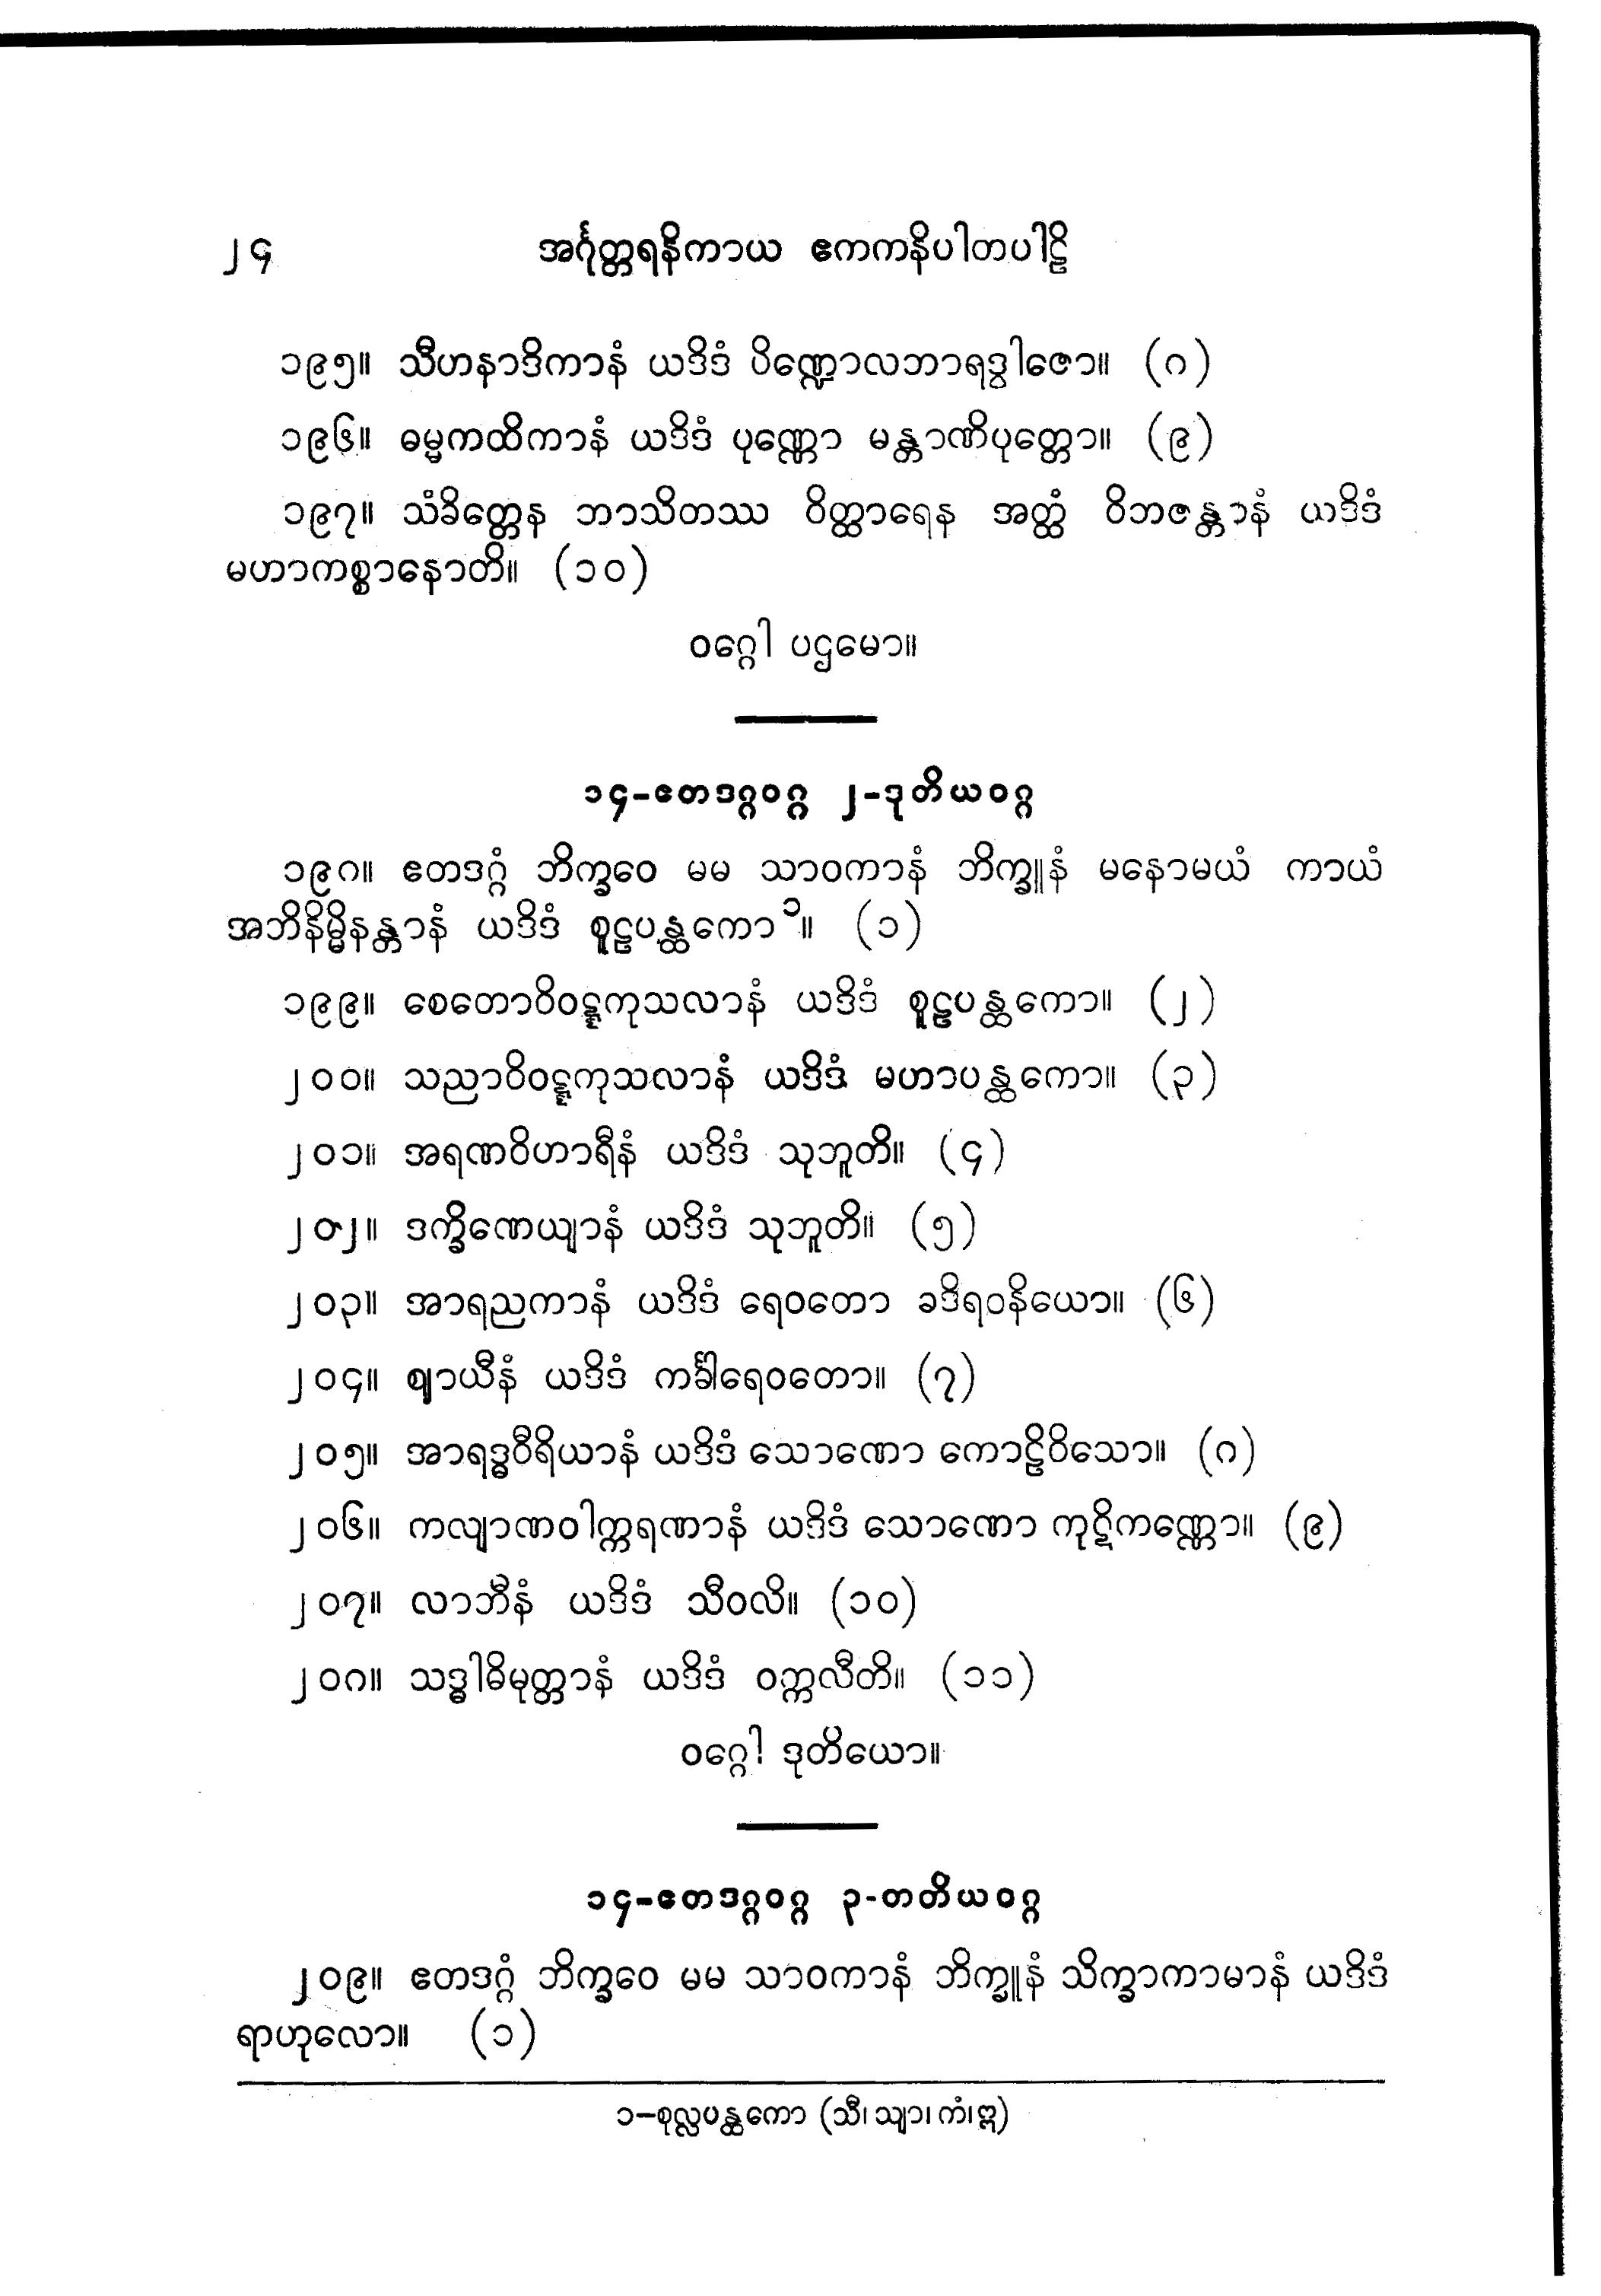 ၂၄ အင်္ဂုတ္တရနိကာယ ဧကကနိပါတပါဠိ
၁၉၅။ သီဟနာဒိကာနံ ယဒိဒံ ပိဏ္ဍောလဘာရဒွါဇော။ (၈)
၁၉၆။ ဓမ္မကထိကာနံ ယဒိဒံ ပုဏ္ဏော မန္တာဏိပုတ္တော။ (၉)
၁၉၇။ သံခိတ္တေန ဘာသိတဿ ဝိတ္ထာရေန အတ္ထံ ဝိဘဇန္တာနံ ယဒိဒံ
မဟာကစ္စာနောတိ။ (၁၀)
ဝဂ္ဂေါ ပဌမော။
၁၄-ဧတဒဂ္ဂဝဂ္ဂ ၂-ဒုတိယဝဂ္ဂ
၁၉၈။ ဧတဒဂ္ဂံ ဘိက္ခဝေ မမ သာဝကာနံ ဘိက္ခူနံ မနောမယံ ကာယံ
အဘိနိမ္မိနန္တာနံ ယဒိဒံ စူဠပန္ထကော ၁။ (၁)
၁၉၉။ စေတောဝိဝဋ္ဋကုသလာနံ ယဒိဒံ စူဠပန္ထကော။ (၂)
၂၀၀။ သညာဝိဝဋ္ဋကုသလာနံ ယဒိဒံ မဟာပန္ထကော။ (၃)
၂၀၁။ အရဏဝိဟာရီနံ ယဒိဒံ သုဘူတိ။ (၄)
၂၀၂။ ဒက္ခိဏေယျာနံ ယဒိဒံ သုဘူတိ။ (၅)
၂၀၃။ အာရညကာနံ ယဒိဒံ ရေဝတော ခဒိရဝနိယော။ (၆)
၂၀၄။ ဈာယီနံ ယဒိဒံ ကင်္ခါရေဝတော။ (၇)
၂၀၅။ အာရဒ္ဓဝီရိယာနံ ယဒိဒံ သောဏော ကောဠိဝိသော။ (၈)
၂၀၆။ ကလျာဏဝါက္ကရဏာနံ ယဒိဒံ သောဏော ကုဋိကဏ္ဏော။ (၉)
၂၀၇။ လာဘီနံ ယဒိဒံ သီဝလိ။ (၁၀)
၂၀၈။ သဒ္ဓါဓိမုတ္တာနံ ယဒိဒံ ဝက္ကလီတိ။ (၁၁)
ဝဂ္ဂေါ ဒုတိယော။
၁၄-ဧတဒဂ္ဂဝဂ္ဂ ၃-တတိယဝဂ္ဂ
၂၀၉။ ဧတဒဂ္ဂံ ဘိက္ခဝေ မမ သာဝကာနံ ဘိက္ခူနံ သိက္ခာကာမာနံ ယဒိဒံ
ရာဟုလော။ (၁)
၁–စုလ္လပန္ထကော (သီ၊ သျာ၊ ကံ၊ ဣ)